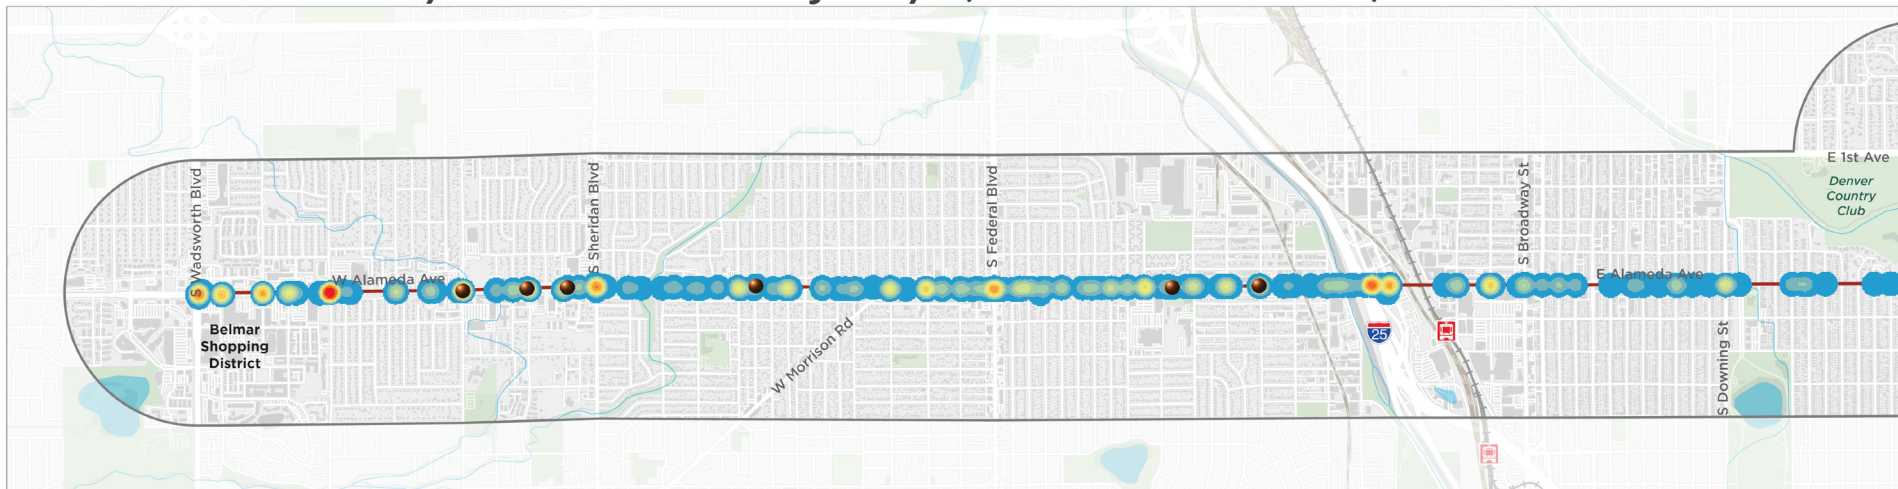 S Wadsworth Blvd
W Alameda Ave
Belmar
Shopping
District
S Sheridan Blvd
W Morrison Rd
S Federal Blvd
25
S Broadway St
E Alameda Ave
S Downing St
E 1st Ave
Denver
Country
Club